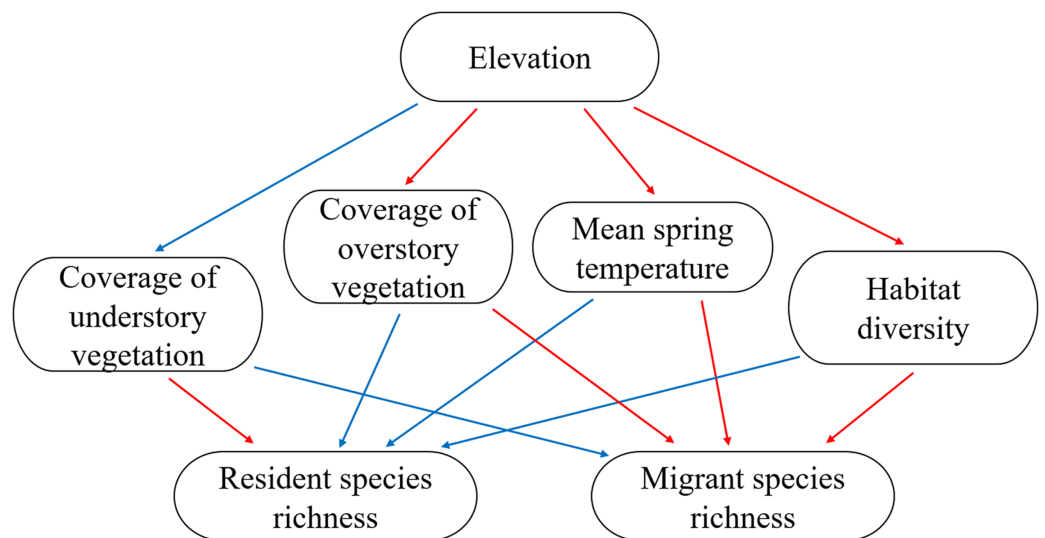 Elevation
Coverage of
overstory
vegetation
Mean spring
temperature
Coverage of
understory
vegetation
Habitat
diversity
Resident species
richness
Migrant species
richness